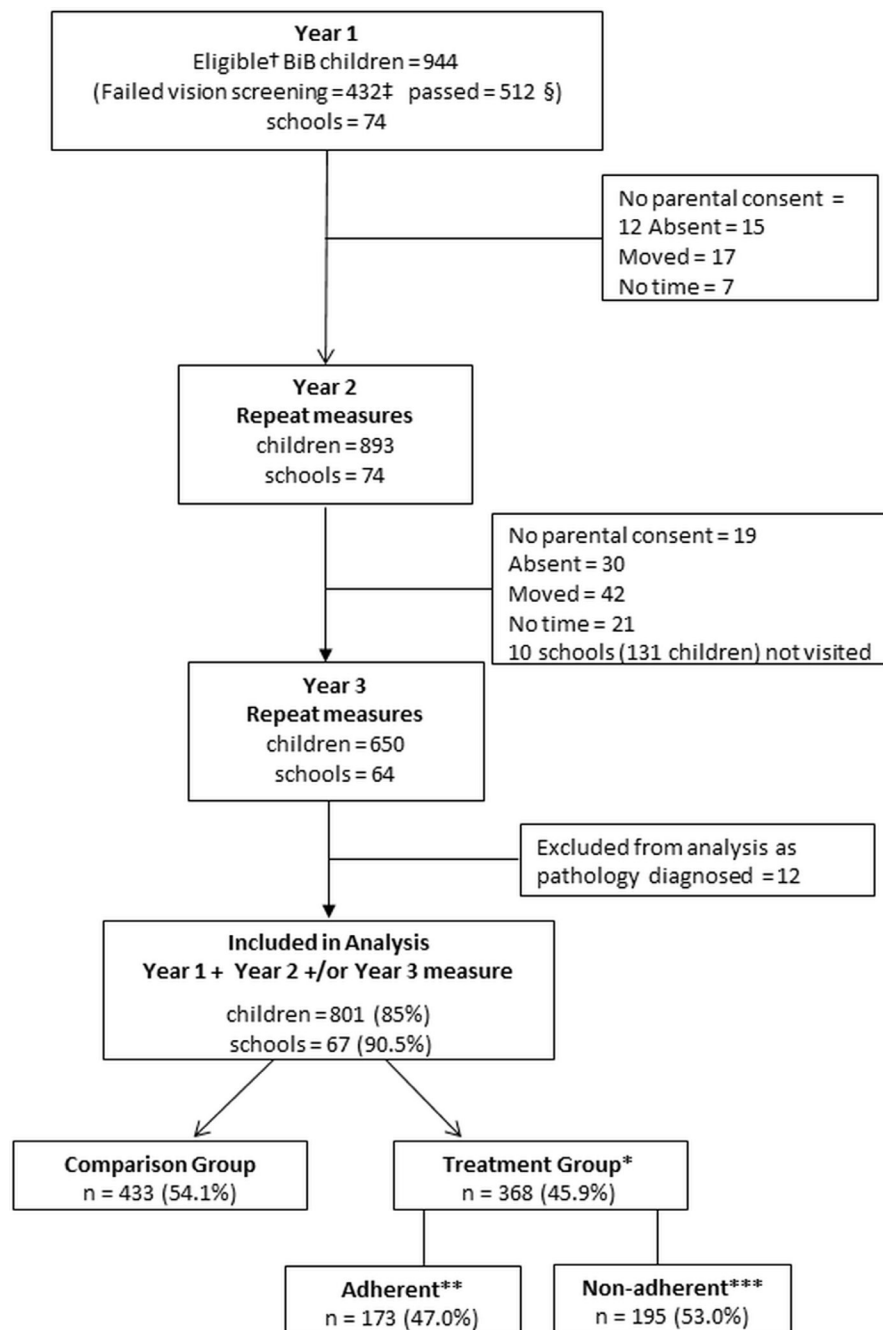 Year 1
Eligible† BiB children = 944
(Failed vision screening = 432‡ passed = 512 §)
schools = 74
No parental consent =
12 Absent = 15
Moved = 17
No time = 7
Year 2
Repeat measures
children = 893
schools = 74
No parental consent = 19
Absent = 30
Moved = 42
No time = 21
10 schools (131 children) not visited
Year 3
Repeat measures
children = 650
schools = 64
Excluded from analysis as
pathology diagnosed = 12
Included in Analysis
Year 1 + Year 2 +/or Year 3 measure
children = 801 (85%)
schools = 67 (90.5%)
Comparison Group
n = 433 (54.1%)
Treatment Group*
n = 368 (45.9%)
Adherent**
n = 173 (47.0%)
Non-adherent***
n = 195 (53.0%)